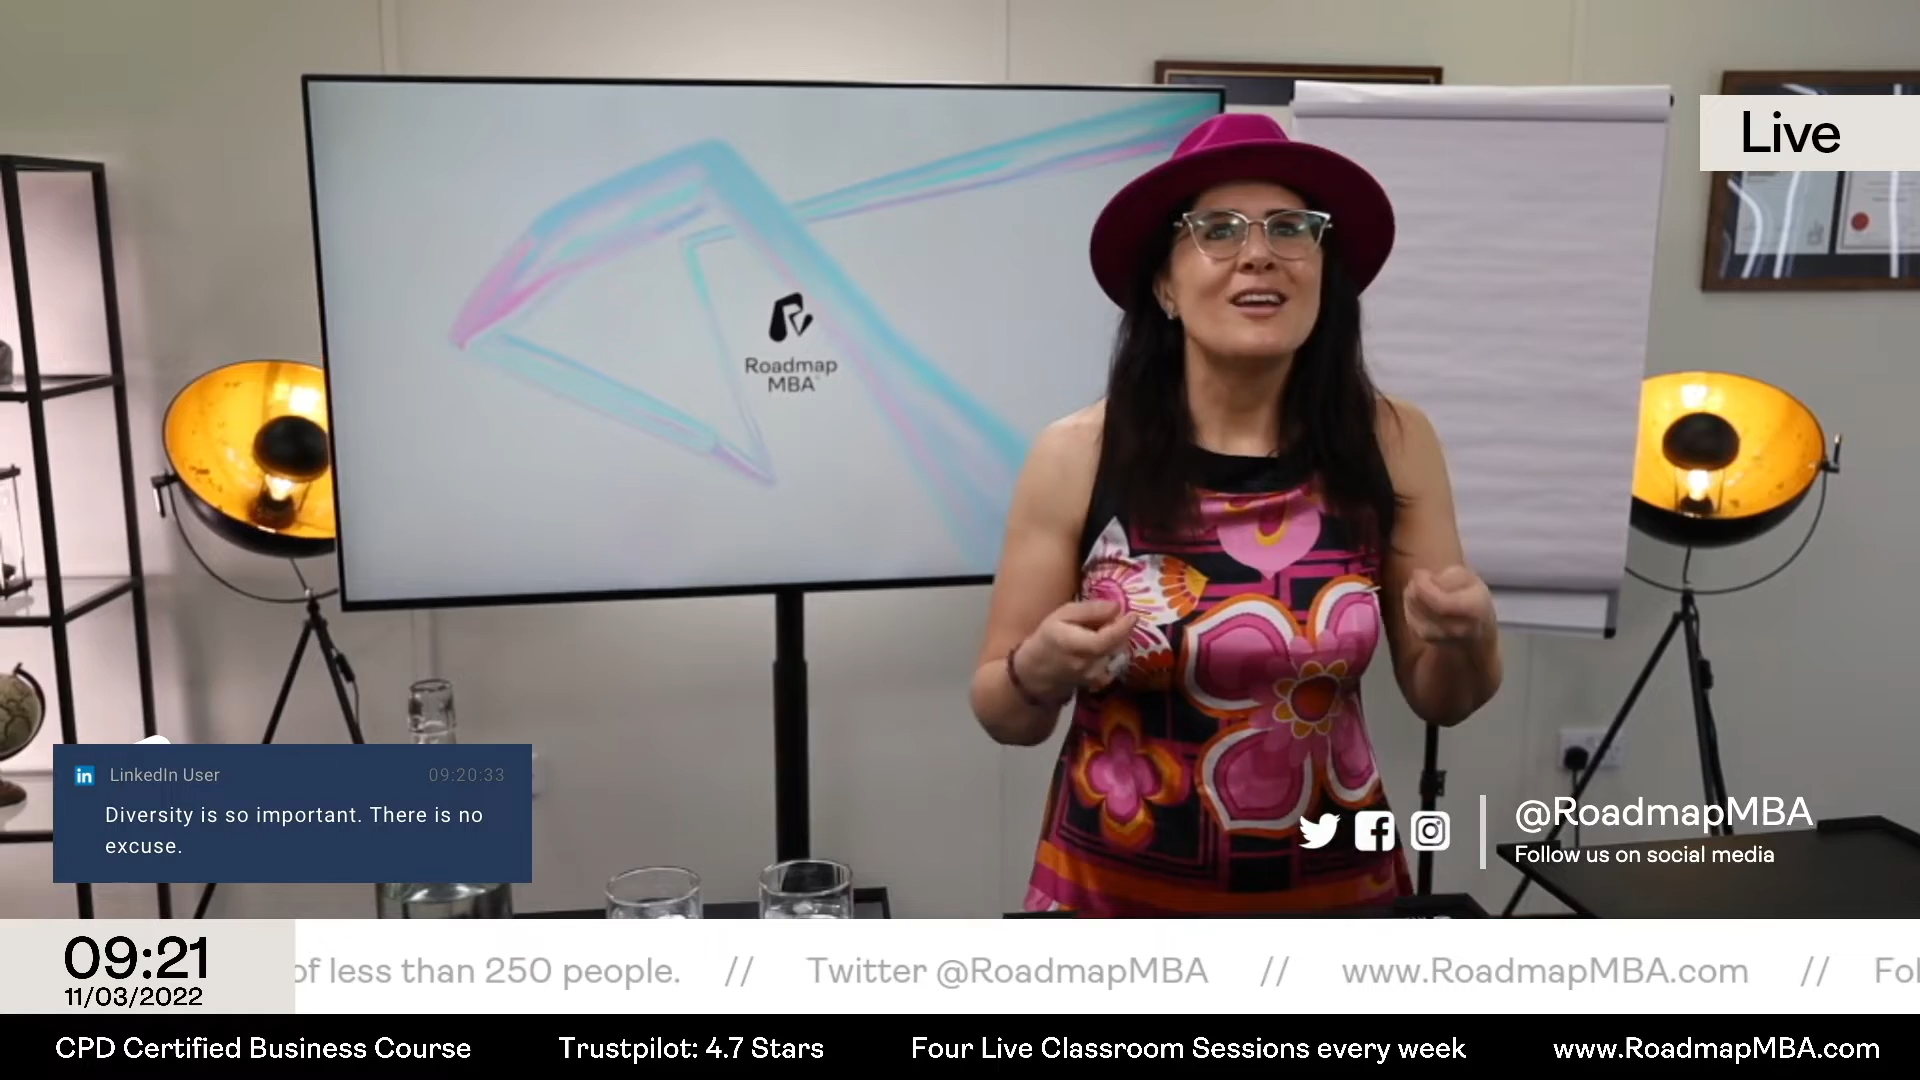 Live
Roadmap
MBA
LinkedIn User 09:20:33
Diversity is so important. There is no
excuse.
@RoadmapMBA
Follow us on social media
09:21
11/03/2022
of less than 250 people. // Twitter @RoadmapMBA // www.RoadmapMBA.com // Fol
CPD Certified Business Course Trustpilot: 4.7 Stars Four Live Classroom Sessions every week www.RoadmapMBA.com